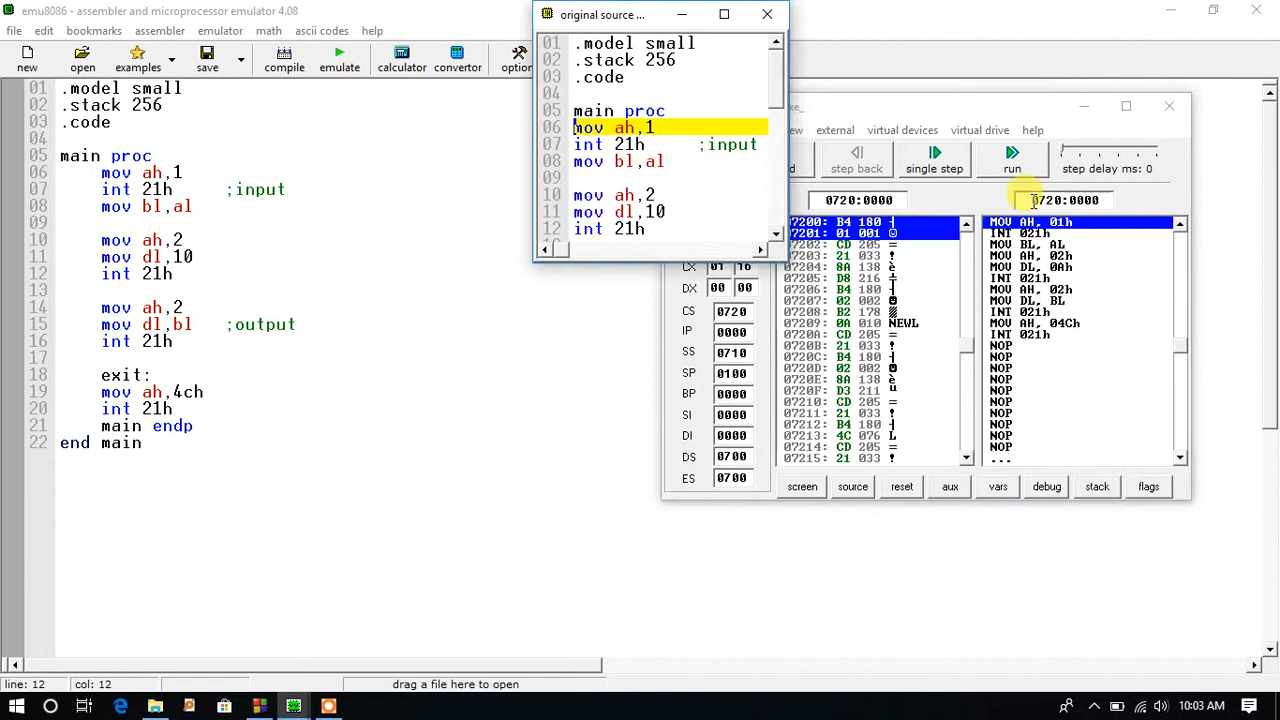 emu8086 - assembler and microprocessor emulator 4.08
file edit bookmarks assembler emulator math ascii codes help
new open examples save compile emulate calculator convertor option
01 .model small
02 .stack 256
03 .code
04
05 main proc
06 mov ah,1
07 int 21h ;input
08 mov bl,al
09
10 mov ah,2
11 mov dl,10
12 int 21h
13
14 mov ah,2
15 mov dl,bl ;output
16 int 21h
17
18 exit:
19 mov ah,4ch
20 int 21h
21 main endp
22 end main
original source ...
01 .model small
02 .stack 256
03 .code
04
05 main proc
06 mov ah,1
07 int 21h ;input
08 mov bl,al
09
10 mov ah,2
11 mov dl,10
12 int 21h
exe_
ew external virtual devices virtual drive help
d step back single step run step delay ms: 0
0720:0000 0720:0000
CX 01 16
DX 00 00
CS 0720
IP 0000
SS 0710
SP 0100
BP 0000
SI 0000
DI 0000
DS 0700
ES 0700
07200: B4 180 ┤
07201: 01 001 ☺
07202: CD 205 =
07203: 21 033 !
07204: 8A 138 è
07205: D8 216 ╪
07206: B4 180 ┤
07207: 02 002 ☻
07208: B2 178 ▓
07209: 0A 010 NEWL
0720A: CD 205 =
0720B: 21 033 !
0720C: B4 180 ┤
0720D: 02 002 ☻
0720E: 8A 138 è
0720F: D3 211
07210: CD 205 =
07211: 21 033 !
07212: B4 180 ┤
07213: 4C 076 L
07214: CD 205 =
07215: 21 033 !
MOV AH, 01h
INT 021h
MOV BL, AL
MOV AH, 02h
MOV DL, 0Ah
INT 021h
MOV AH, 02h
MOV DL, BL
INT 021h
MOV AH, 04Ch
INT 021h
NOP
NOP
NOP
NOP
NOP
NOP
NOP
NOP
NOP
NOP
...
screen source reset aux vars debug stack flags
line: 12 col: 12 drag a file here to open
10:03 AM